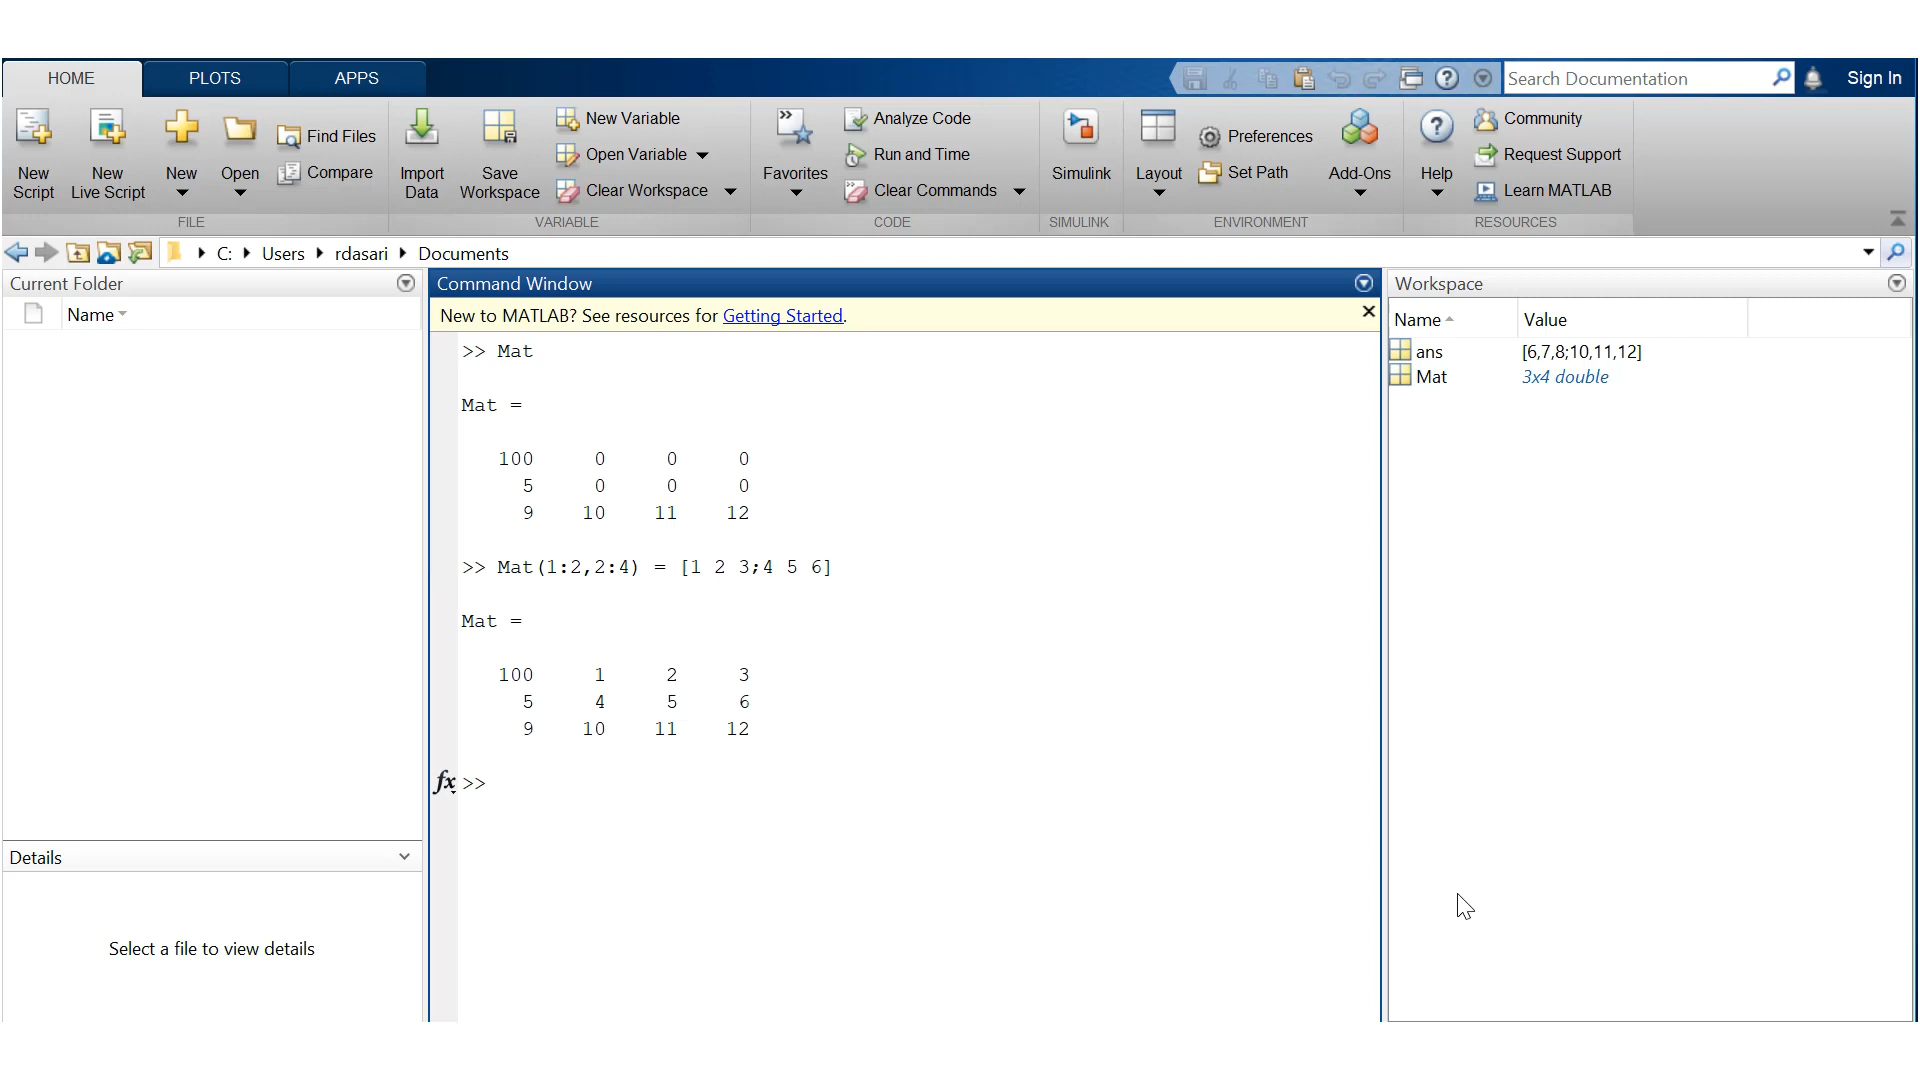 HOME PLOTS APPS Search Documentation Sign In
New Script
New Live Script
New
Open
Find Files
Compare
FILE
Import Data
Save Workspace
New Variable
Open Variable
Clear Workspace
VARIABLE
Favorites
Analyze Code
Run and Time
Clear Commands
CODE
Simulink
SIMULINK
Layout
Preferences
Set Path
Add-Ons
ENVIRONMENT
Help
Community
Request Support
Learn MATLAB
RESOURCES
C: Users rdasari Documents
Current Folder
Name
Details
Select a file to view details
Command Window
New to MATLAB? See resources for Getting Started.
>> Mat
Mat =
100 0 0 0
5 0 0 0
9 10 11 12
>> Mat(1:2,2:4) = [1 2 3;4 5 6]
Mat =
100 1 2 3
5 4 5 6
9 10 11 12
fx >>
Workspace
Name Value
ans [6,7,8;10,11,12]
Mat 3x4 double